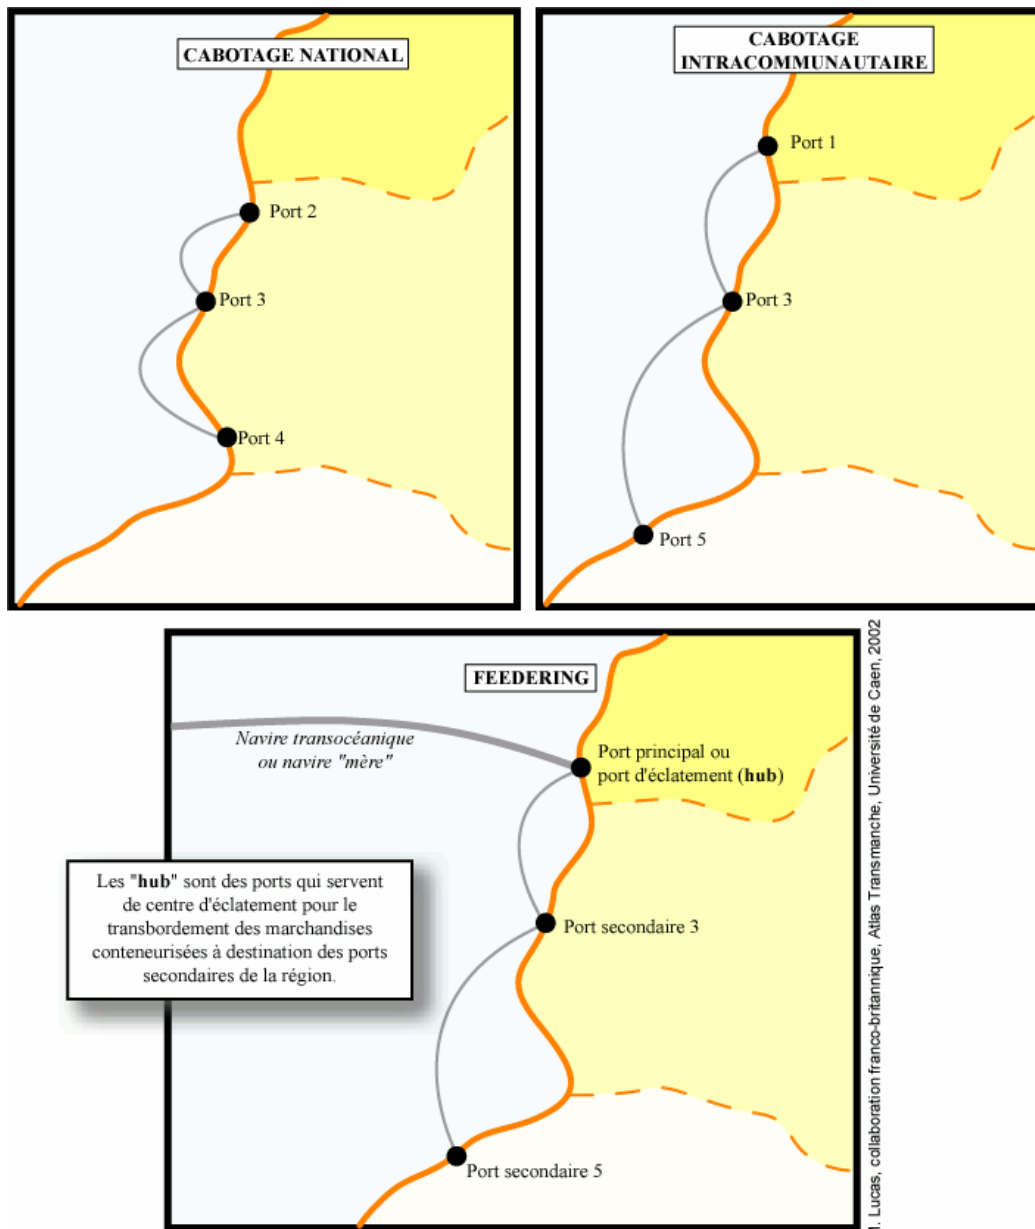 CABOTAGE NATIONAL
Port 2
Port 3
Port 4
CABOTAGE
INTRACOMMUNAUTAIRE
Port 1
Port 3
Port 5
FEEDERING
Navire transocéanique
ou navire "mère"
Port principal ou
port d'éclatement (hub)
Les "hub" sont des ports qui servent
de centre d'éclatement pour le
transbordement des marchandises
conteneurisées à destination des ports
secondaires de la région.
Port secondaire 3
Port secondaire 5
Lucas, collaboration franco-britannique, Atlas Transmanche, Université de Caen, 2002